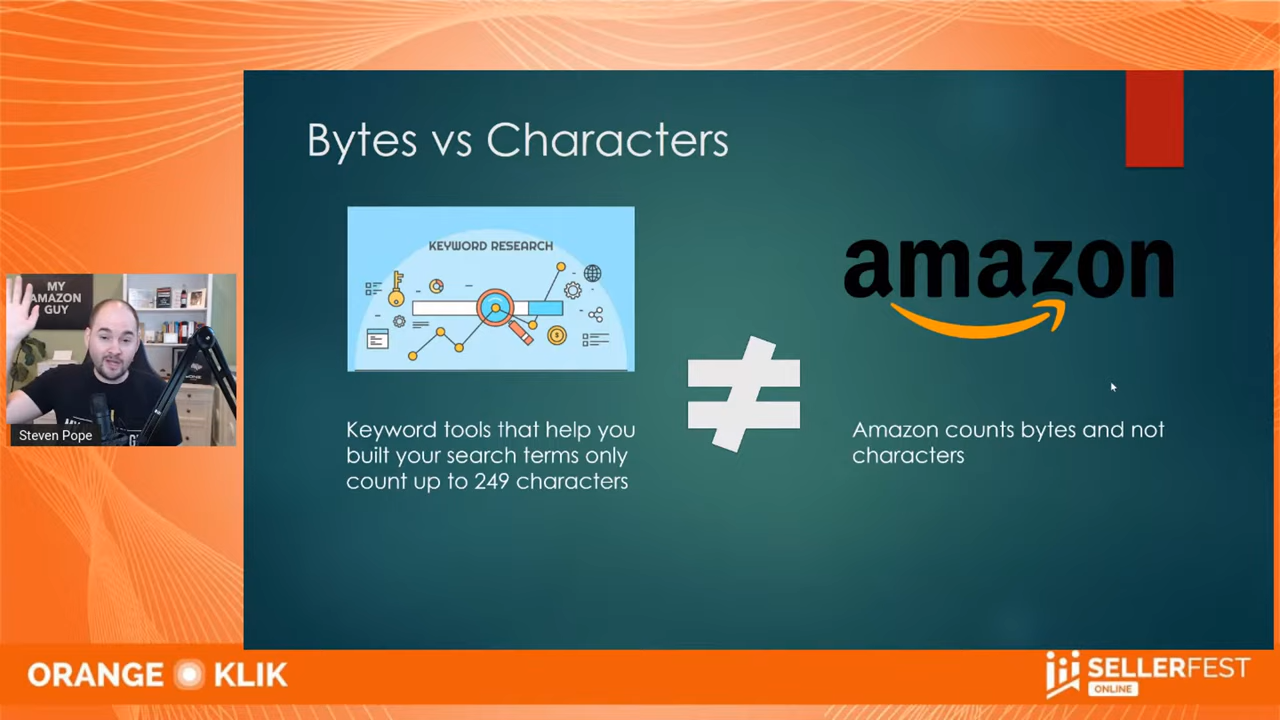 Bytes vs Characters
KEYWORD RESEARCH
amazon
MY
AMAZON
GUY
Steven Pope
Keyword tools that help you
built your search terms only
count up to 249 characters
Amazon counts bytes and not
characters
ORANGE KLIK
SELLERFEST
ONLINE